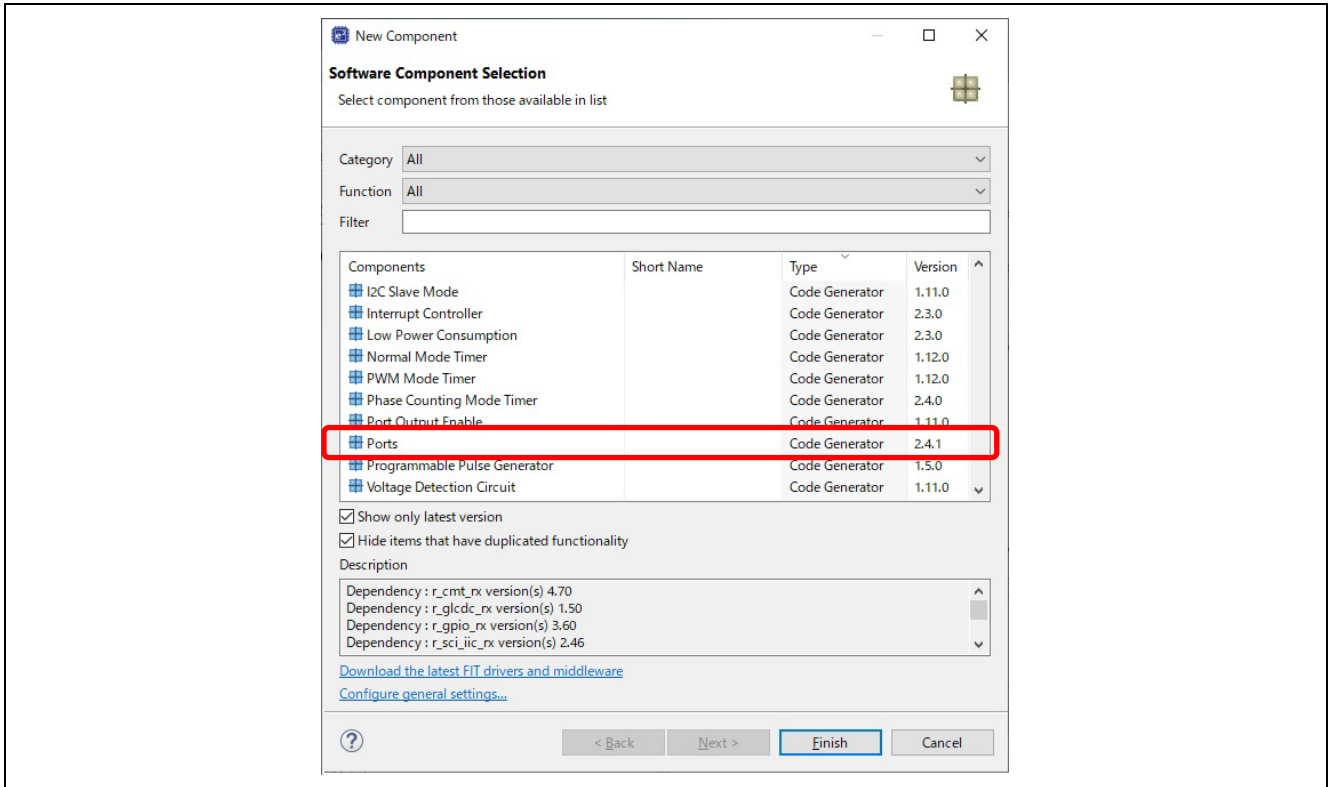 New Component
Software Component Selection
Select component from those available in list
Category All
Function All
Filter
Components Short Name Type Version
I2C Slave Mode Code Generator 1.11.0
Interrupt Controller Code Generator 2.3.0
Low Power Consumption Code Generator 2.3.0
Normal Mode Timer Code Generator 1.12.0
PWM Mode Timer Code Generator 1.12.0
Phase Counting Mode Timer Code Generator 2.4.0
Port Output Enable Code Generator 1.11.0
Ports Code Generator 2.4.1
Programmable Pulse Generator Code Generator 1.5.0
Voltage Detection Circuit Code Generator 1.11.0
Show only latest version
Hide items that have duplicated functionality
Description
Dependency : r_cmt_rx version(s) 4.70
Dependency : r_glcdc_rx version(s) 1.50
Dependency : r_gpio_rx version(s) 3.60
Dependency : r_sci_iic_rx version(s) 2.46
Download the latest FIT drivers and middleware
Configure general settings...
? < Back Next > Finish Cancel